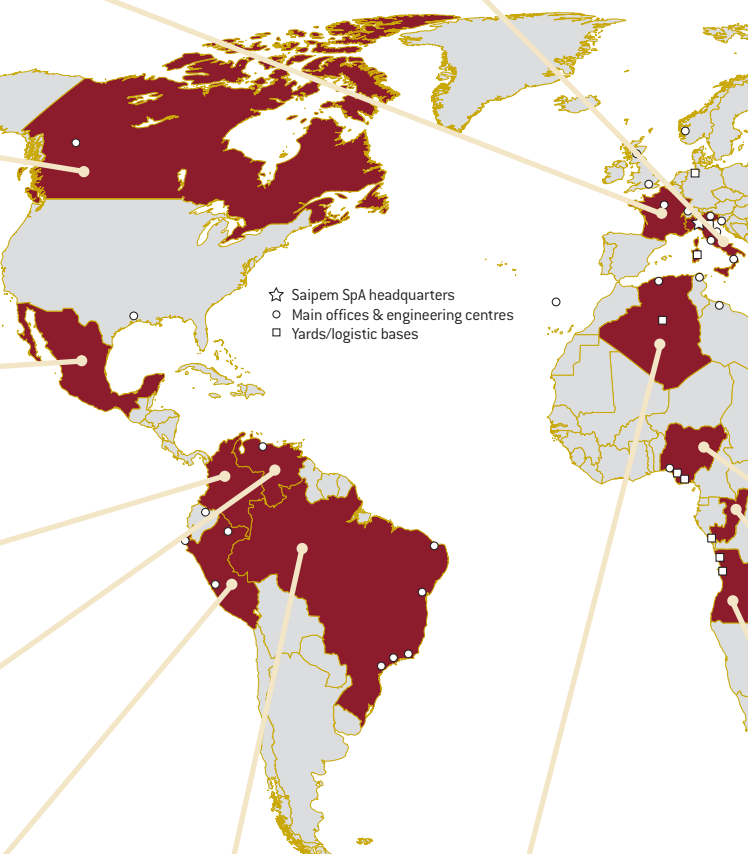 Saipem SpA headquarters
Main offices & engineering centres
Yards/logistic bases